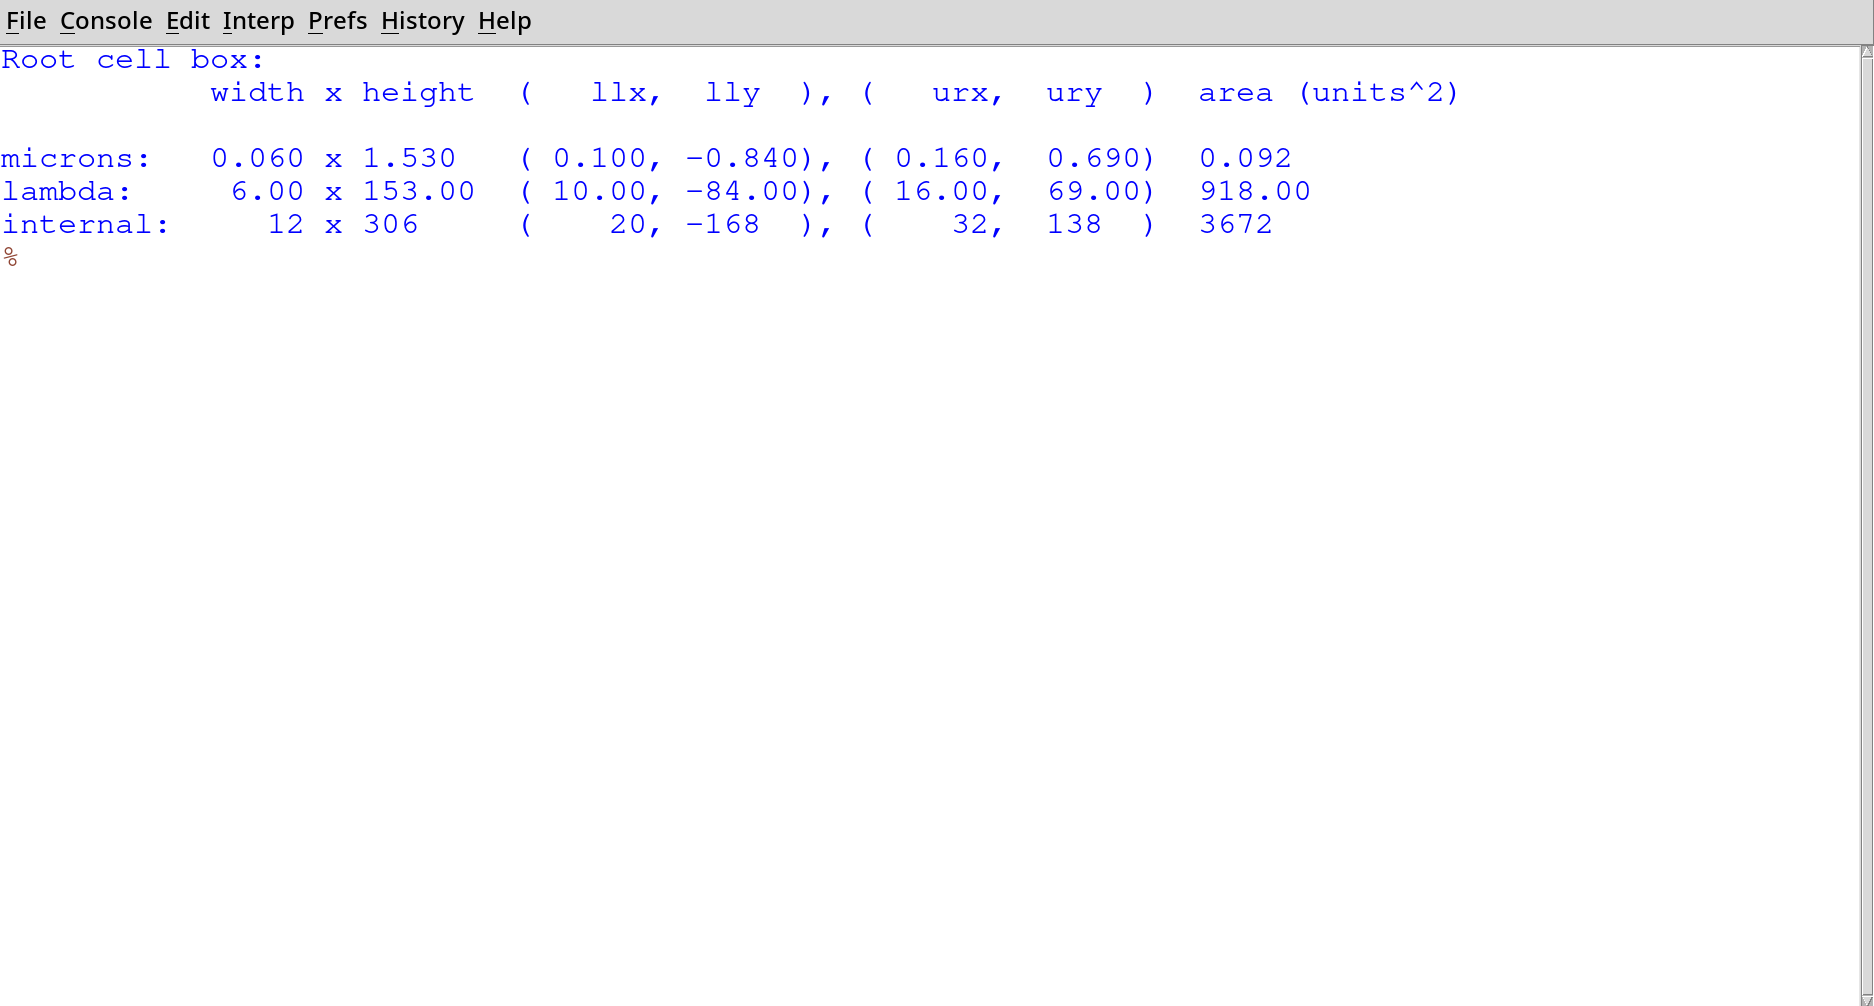 File Console Edit Interp Prefs History Help
Root cell box:
           width x height  (   llx,  lly  ), (   urx,  ury  )  area (units^2)
microns:   0.060 x 1.530   ( 0.100, -0.840), ( 0.160,  0.690)  0.092
lambda:     6.00 x 153.00  ( 10.00, -84.00), ( 16.00,  69.00)  918.00
internal:     12 x 306     (    20, -168  ), (    32,  138  )  3672
%